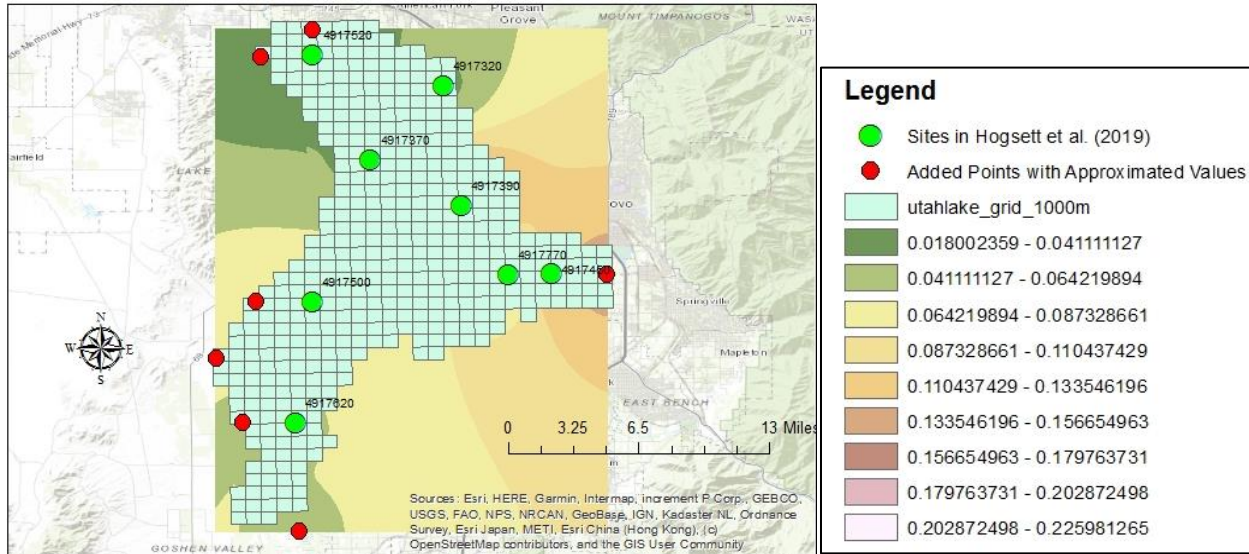 Pleasant
Grove
MOUNT TIMPANOGOS
4917520
4917320
4917370
airfield
LAKE
4917390
OVO
4917770
4917450
4917500
Springville
N
W E
S
Mapleton
EAST BENCH
4917620
0 3.25 6.5 13 Miles
Sources: Esri, HERE, Garmin, Intermap, increment P Corp., GEBCO,
USGS, FAO, NPS, NRCAN, GeoBase, IGN, Kadaster NL, Ordnance
Survey, Esri Japan, METI, Esri China (Hong Kong), (c)
OpenStreetMap contributors, and the GIS User Community
GOSHEN VALLEY
Legend
Sites in Hogsett et al. (2019)
Added Points with Approximated Values
utahlake_grid_1000m
0.018002359 - 0.041111127
0.041111127 - 0.064219894
0.064219894 - 0.087328661
0.087328661 - 0.110437429
0.110437429 - 0.133546196
0.133546196 - 0.156654963
0.156654963 - 0.179763731
0.179763731 - 0.202872498
0.202872498 - 0.225981265